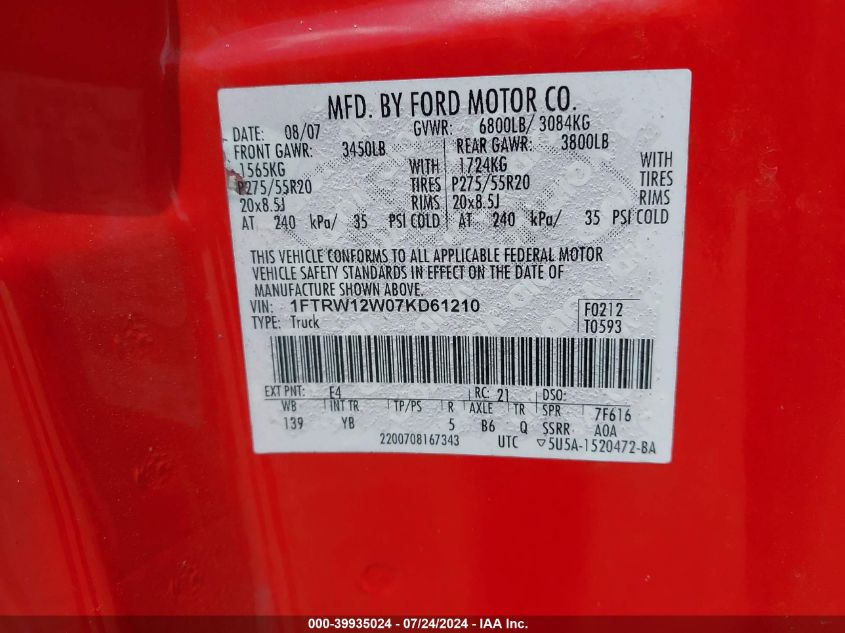 MFD. BY FORD MOTOR CO.
DATE: 08/07 GVWR: 6800LB/ 3084KG
FRONT GAWR: 3450LB REAR GAWR: 3800LB
1565KG WITH 1724KG WITH
P275/55R20 TIRES P275/55R20 TIRES
20x8.5J RIMS 20x8.5J RIMS
AT 240 kPa/ 35 PSI COLD AT 240 kPa/ 35 PSI COLD
THIS VEHICLE CONFORMS TO ALL APPLICABLE FEDERAL MOTOR
VEHICLE SAFETY STANDARDS IN EFFECT ON THE DATE OF
MANUFACTURE SHOWN ABOVE.
VIN: 1FTRW12W07KD61210 F0212
TYPE: Truck T0593
EXT PNT: E4 RC: 21 DSO:
WB INT TR TP/PS R AXLE TR SPR 7F616
139 YB 5 B6 Q SSRR A0A
2200708167343 UTC ▽5U5A-1520472-BA
000-39935024 - 07/24/2024 - IAA Inc.